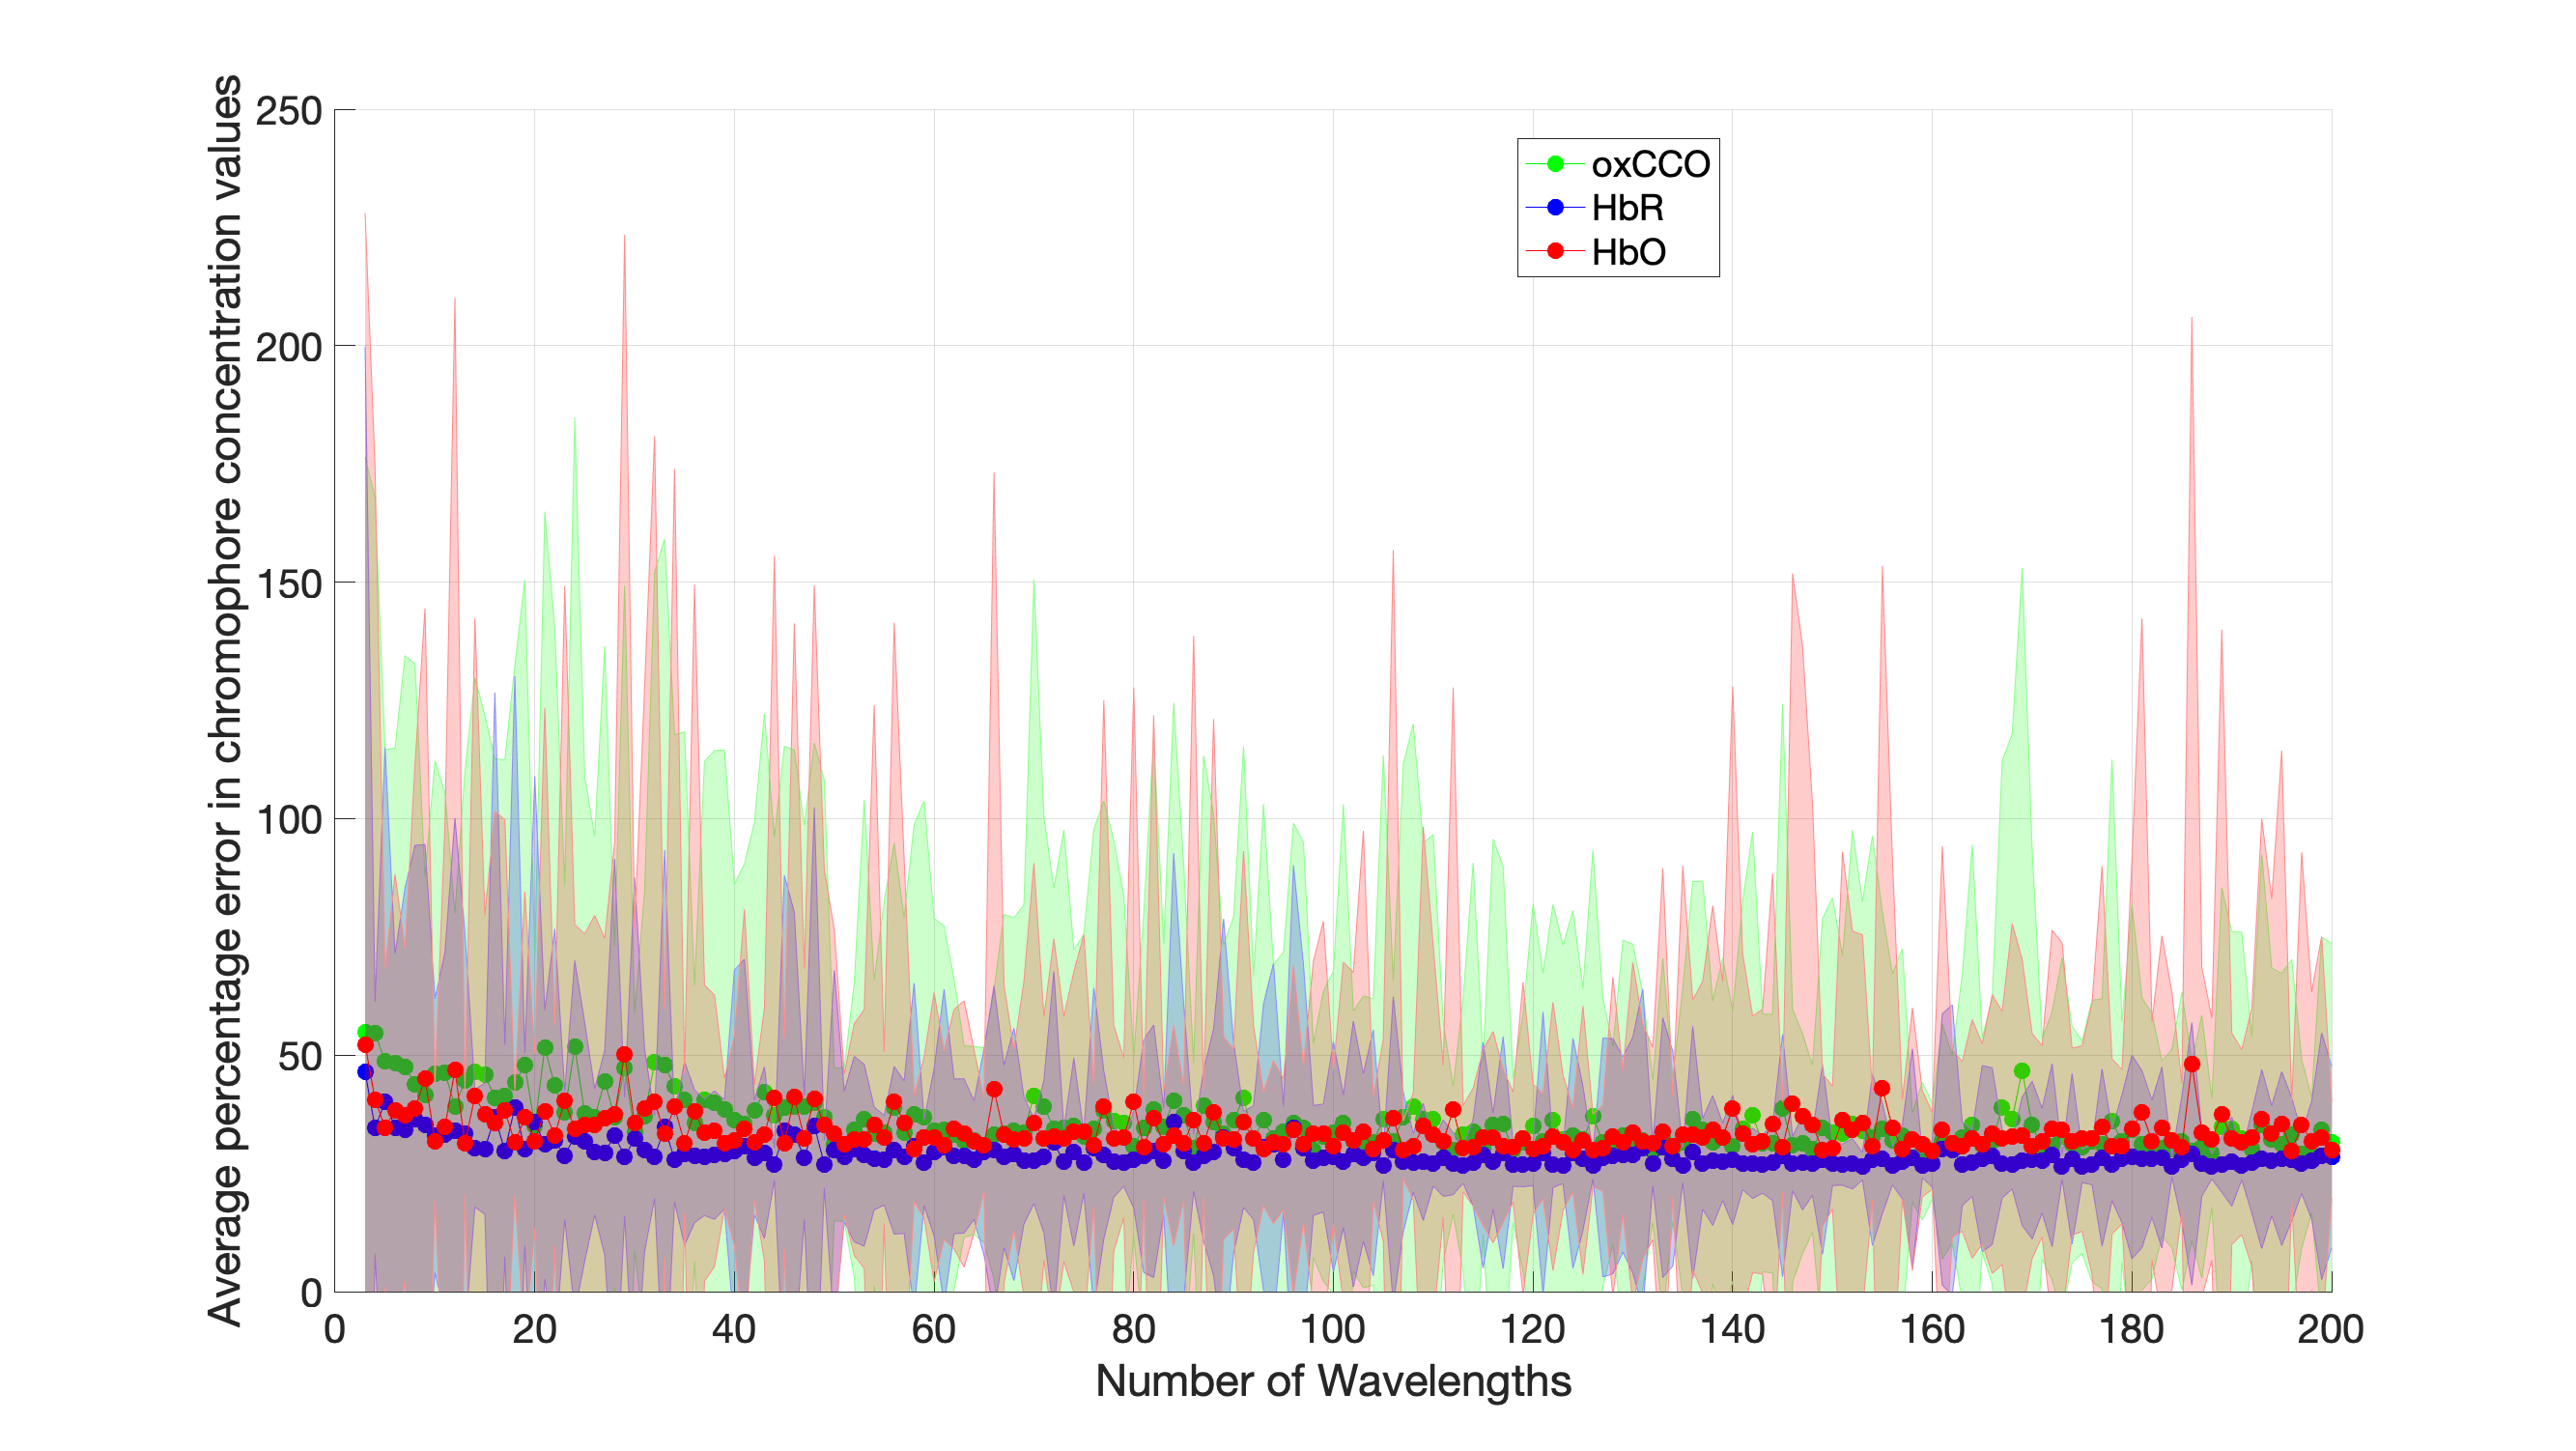 Average percentage error in chromophore concentration values
250
200
150
100
50
0
oxCCO
HbR
HbO
0 20 40 60 80 100 120 140 160 180 200
Number of Wavelengths